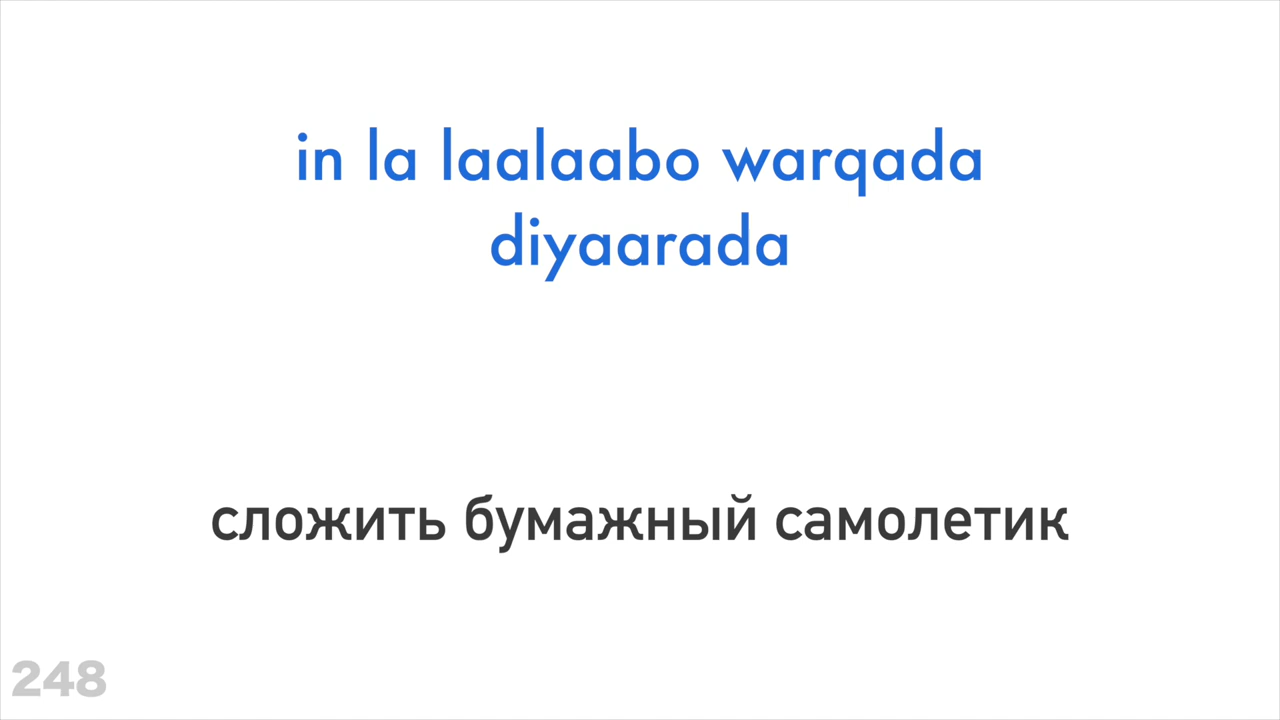 in la laalaabo warqada
diyaarada
сложить бумажный самолетик
248